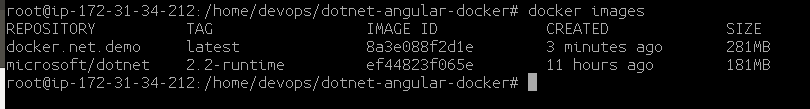 root@ip-172-31-34-212:/home/devops/dotnet-angular-docker# docker images
REPOSITORY TAG IMAGE ID CREATED SIZE
docker.net.demo latest 8a3e088f2d1e 3 minutes ago 281MB
microsoft/dotnet 2.2-runtime ef44823f065e 11 hours ago 181MB
root@ip-172-31-34-212:/home/devops/dotnet-angular-docker#